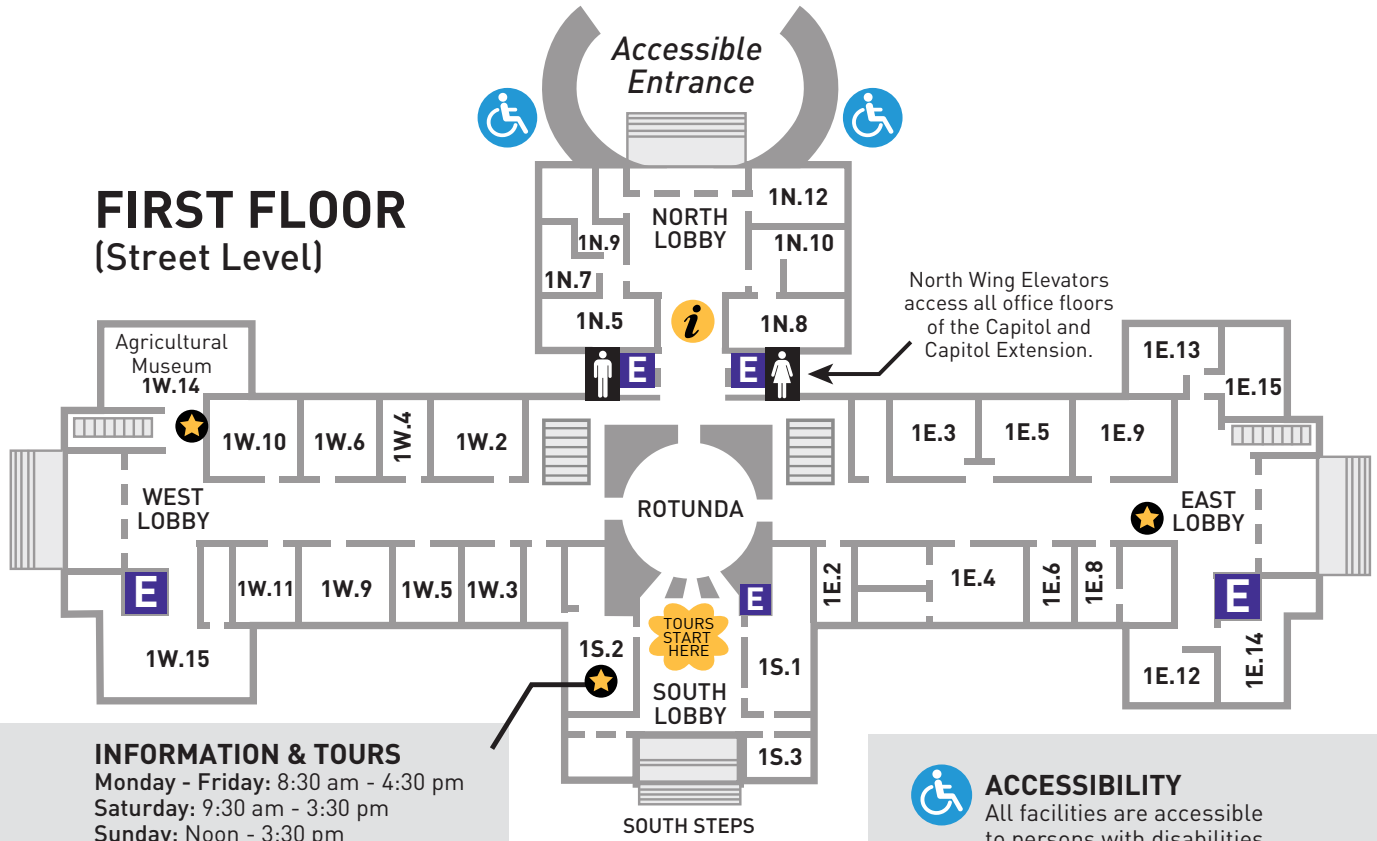 Accessible
Entrance
FIRST FLOOR
(Street Level)
NORTH
LOBBY
1N.12
1N.9
1N.10
1N.7
1N.5
i
1N.8
North Wing Elevators
access all office floors
of the Capitol and
Capitol Extension.
E
E
Agricultural
Museum
1W.14
1E.13
1E.15
1W.10
1W.6
1W.4
1W.2
1E.3
1E.5
1E.9
WEST
LOBBY
ROTUNDA
EAST
LOBBY
E
1W.11
1W.9
1W.5
1W.3
E
1E.2
1E.4
1E.6
1E.8
E
TOURS
START
HERE
1W.15
1S.2
1S.1
1E.12
1E.14
SOUTH
LOBBY
1S.3
SOUTH STEPS
INFORMATION & TOURS
Monday - Friday: 8:30 am - 4:30 pm
Saturday: 9:30 am - 3:30 pm
Sunday: Noon - 3:30 pm
ACCESSIBILITY
All facilities are accessible
to persons with disabilities